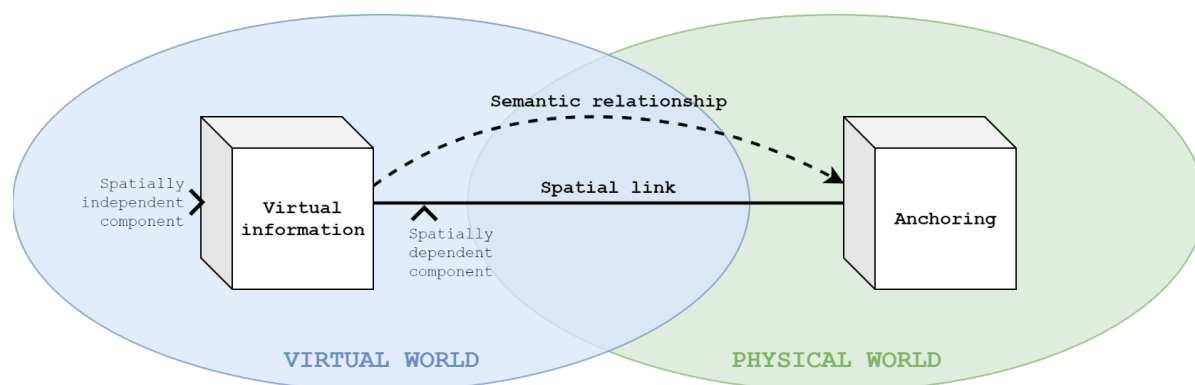 Semantic relationship
Spatially
independent
component
Virtual
information
Spatial link
Spatially
dependent
component
Anchoring
VIRTUAL WORLD
PHYSICAL WORLD